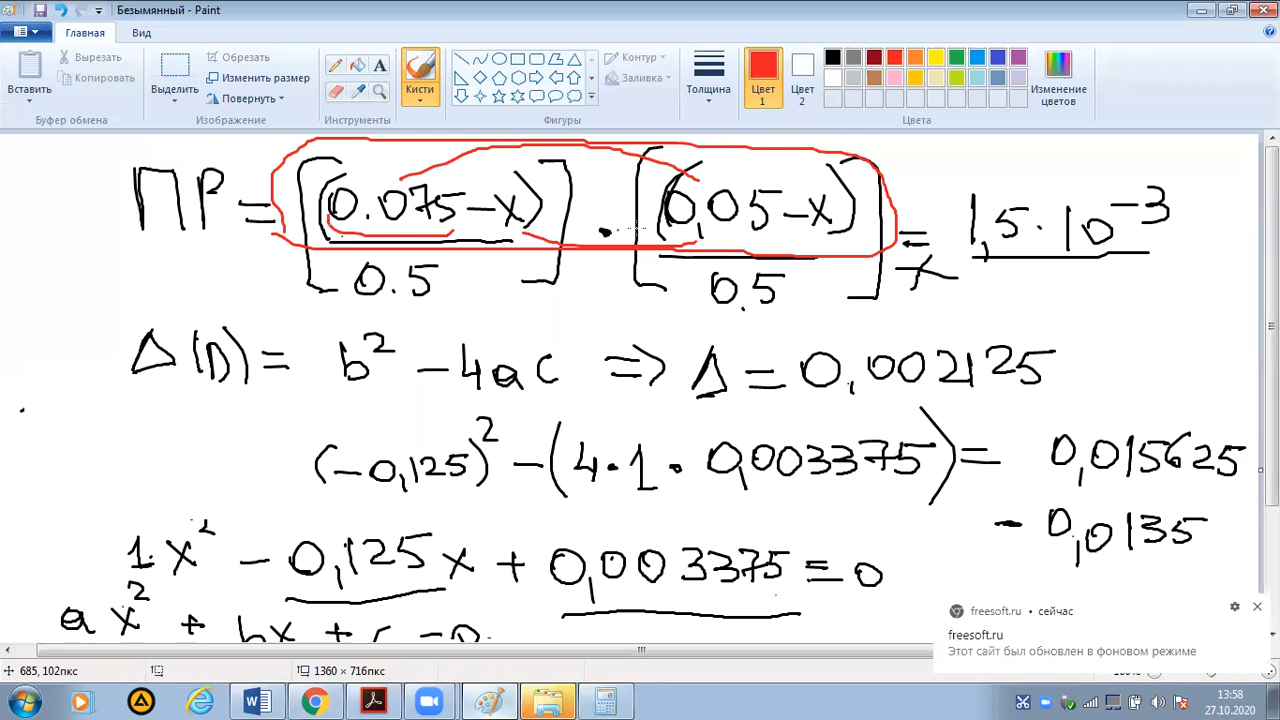 Безымянный - Paint
Главная Вид
Вставить
Вырезать
Копировать
Буфер обмена
Выделить
Обрезать
Изменить размер
Повернуть
Изображение
Инструменты
Кисти
Фигуры
Контур
Заливка
Толщина
Цвет 1
Цвет 2
Изменение цветов
Цвета
ПР = [(0.075-x) / 0.5] · [(0,05-x) / 0.5] = 1,5·10⁻³
Δ(D) = b² - 4ac => Δ = 0,002125
(-0,125)² - (4·1·0,003375) = 0,015625
- 0,0135
1·x² - 0,125x + 0,003375 = 0
ax² + bx + c = 0
freesoft.ru • сейчас
freesoft.ru
Этот сайт был обновлен в фоновом режиме
685, 102пкс
1360 × 716пкс
13:58
27.10.2020